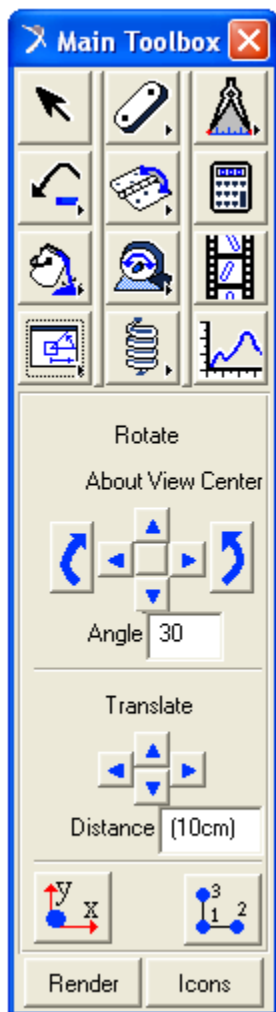 Main Toolbox
Rotate
About View Center
Angle 30
Translate
Distance (10cm)
y
x
3
1 2
Render Icons